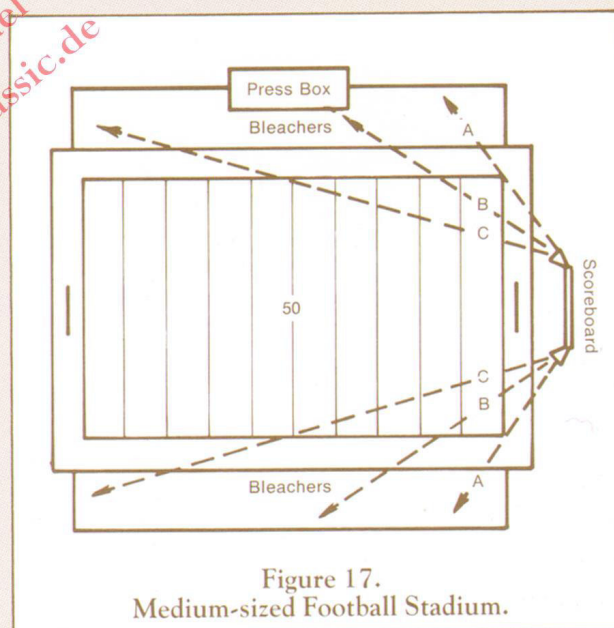 ssic.de
Press Box
Bleachers
A
B
C
Scoreboard
50
C
B
A
Bleachers
Figure 17.
Medium-sized Football Stadium.